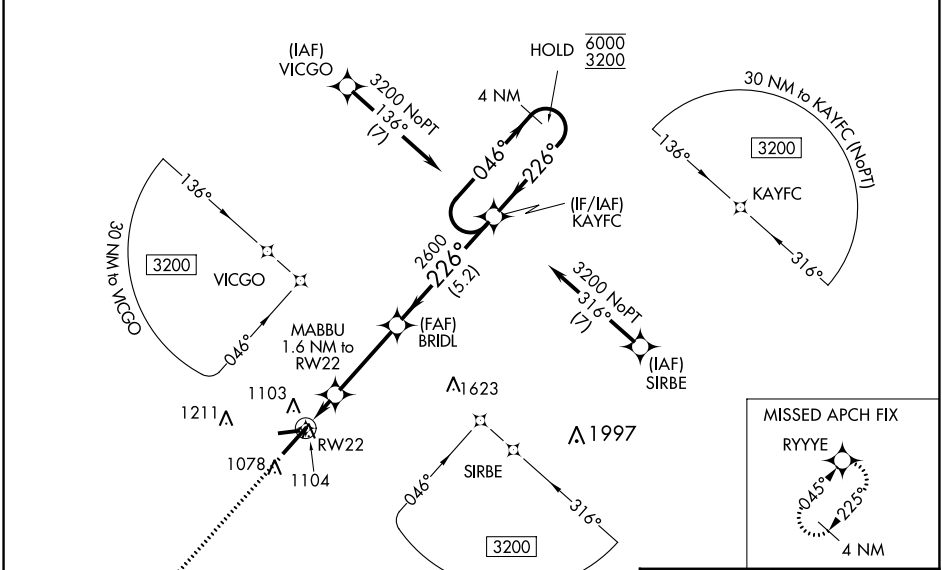 (IAF)
VICGO
3200 NoPT
136°
(7)
HOLD
6000
3200
4 NM
046°
226°
(IF/IAF)
KAYFC
30 NM to KAYFC (NoPT)
136°
3200
KAYFC
316°
136°
30 NM to VICGO
3200
VICGO
046°
2600
226°
(5.2)
3200 NoPT
316°
(7)
(IAF)
SIRBE
(FAF)
BRIDL
MABBU
1.6 NM to
RW22
1103
1211
RW22
1078
1104
1623
1997
SIRBE
046°
316°
3200
MISSED APCH FIX
RYYYE
045°
225°
4 NM